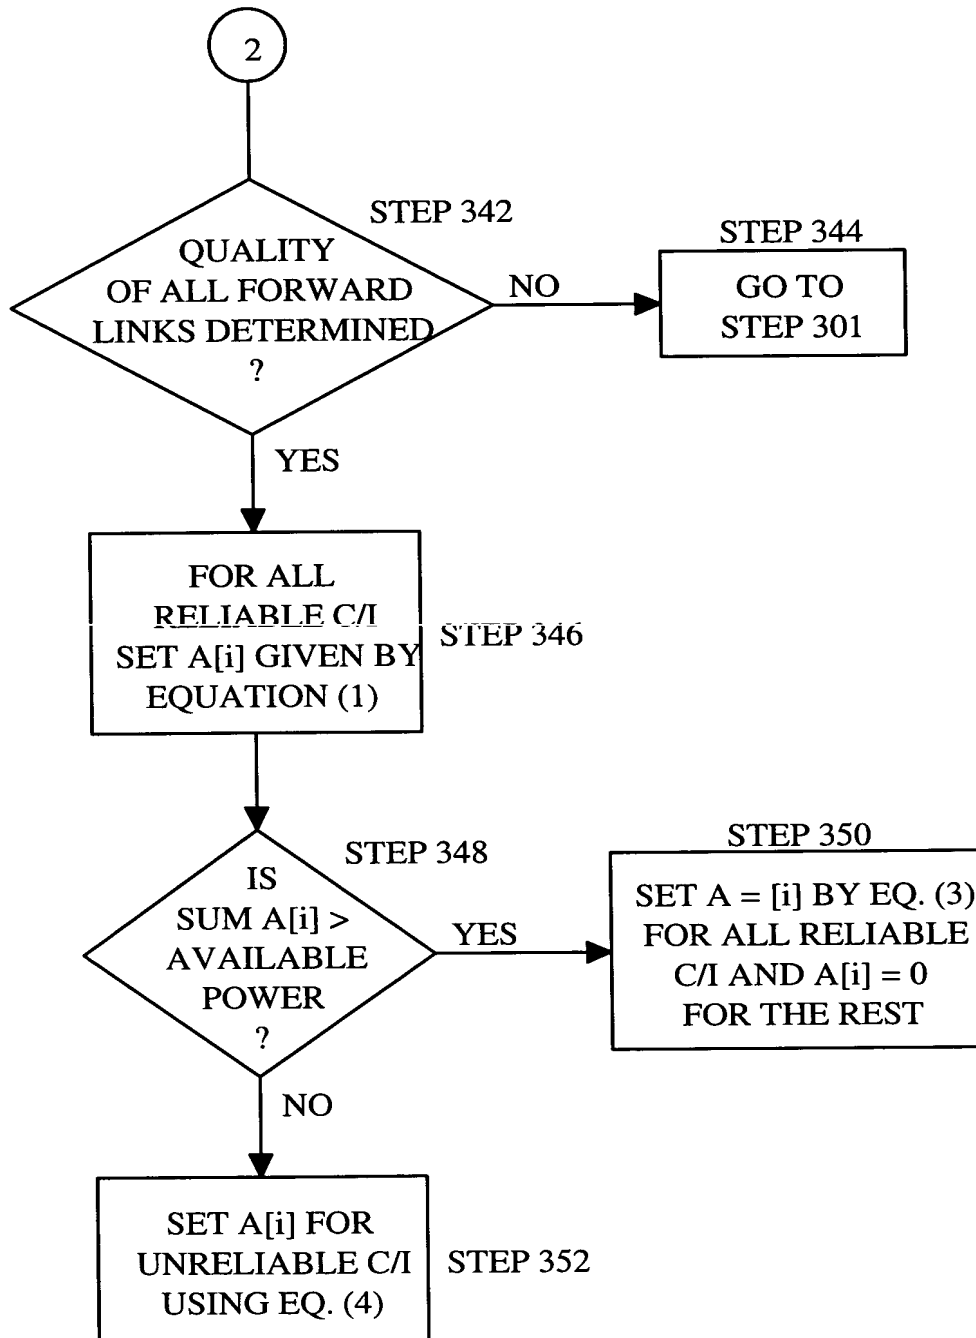 2
STEP 342
QUALITY
OF ALL FORWARD
LINKS DETERMINED
?
NO
STEP 344
GO TO
STEP 301
YES
FOR ALL
RELIABLE C/I
SET A[i] GIVEN BY
EQUATION (1)
STEP 346
STEP 348
IS
SUM A[i] >
AVAILABLE
POWER
?
YES
STEP 350
SET A = [i] BY EQ. (3)
FOR ALL RELIABLE
C/I AND A[i] = 0
FOR THE REST
NO
SET A[i] FOR
UNRELIABLE C/I
USING EQ. (4)
STEP 352